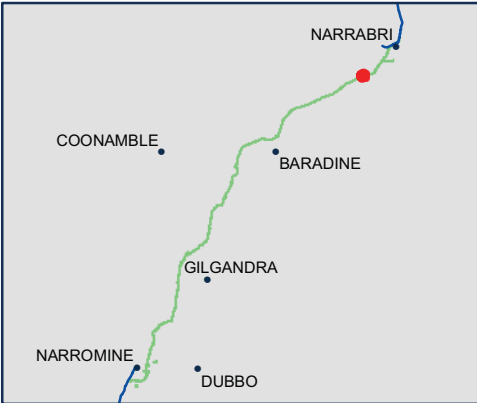 NARRABRI
COONAMBLE
BARADINE
GILGANDRA
NARROMINE
DUBBO